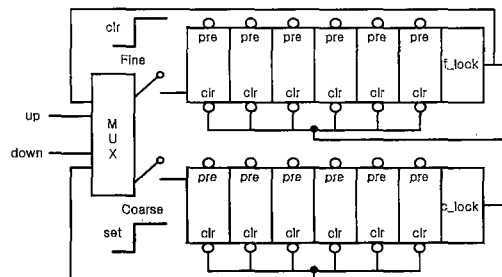 clr
pre pre pre pre pre pre
Fine
f_lock
clr clr clr clr clr clr
up
MUX
down
pre pre pre pre pre pre
Coarse
c_lock
set
clr clr clr clr clr clr